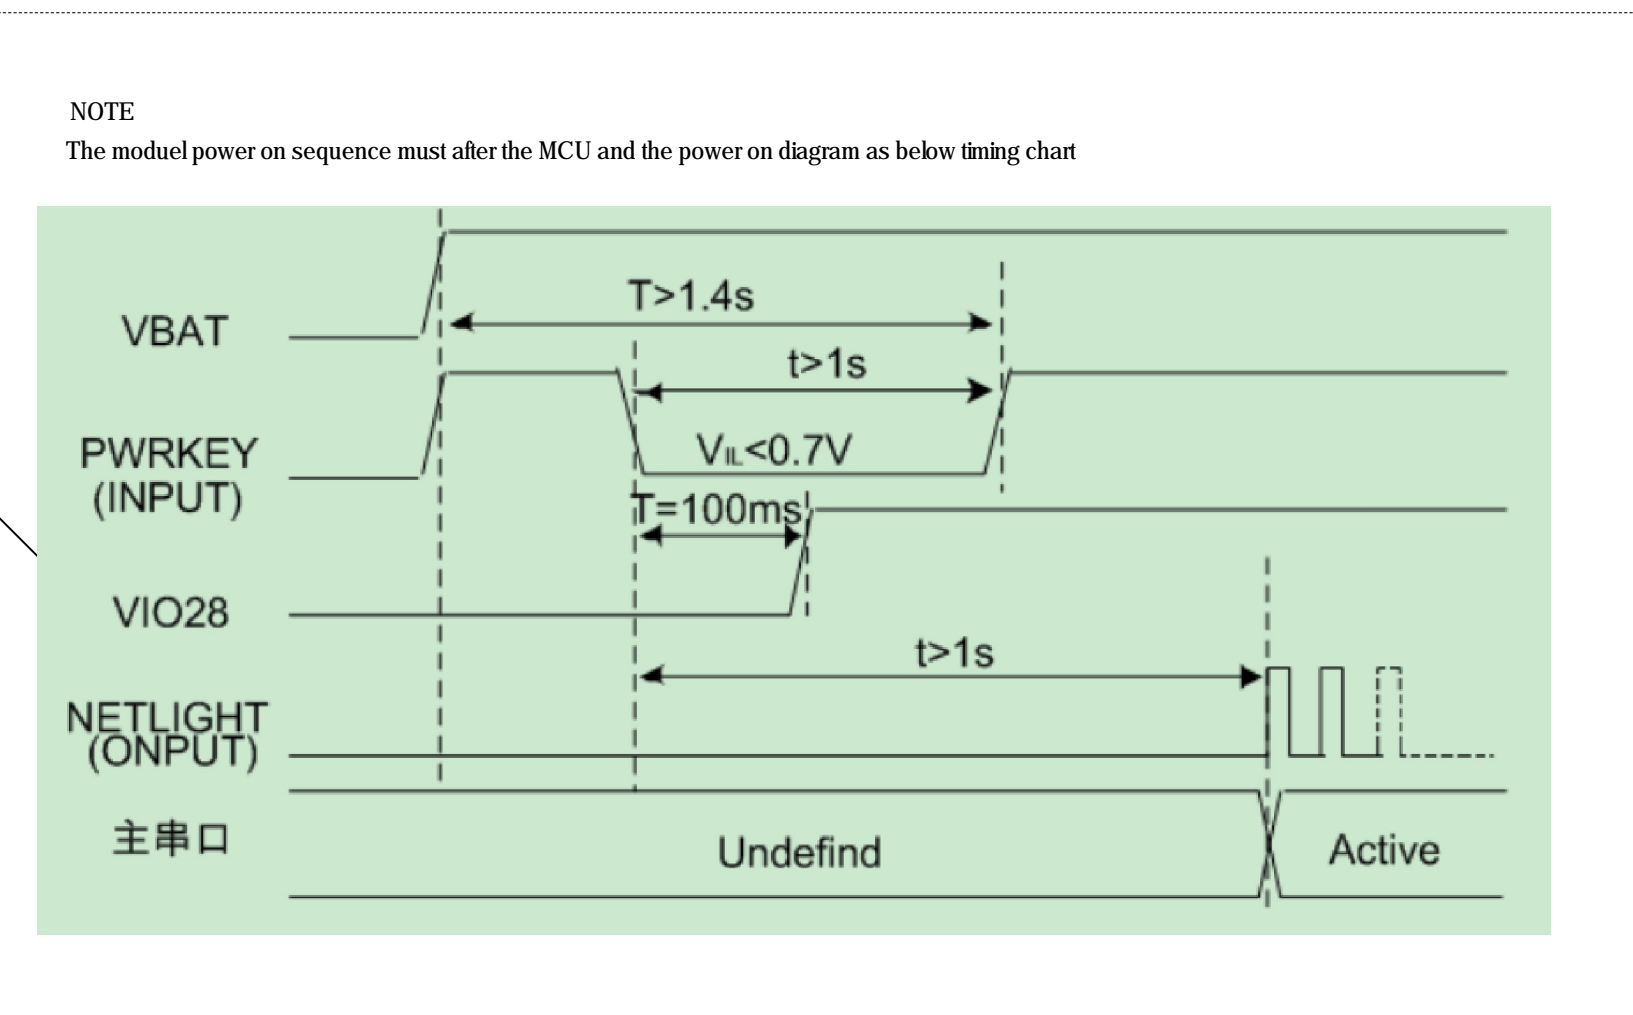 NOTE
The moduel power on sequence must after the MCU and the power on diagram as below timing chart
T>1.4s
VBAT
t>1s
PWRKEY
(INPUT)
VIL<0.7V
T=100ms
VIO28
t>1s
NETLIGHT
(ONPUT)
主串口
Undefind
Active